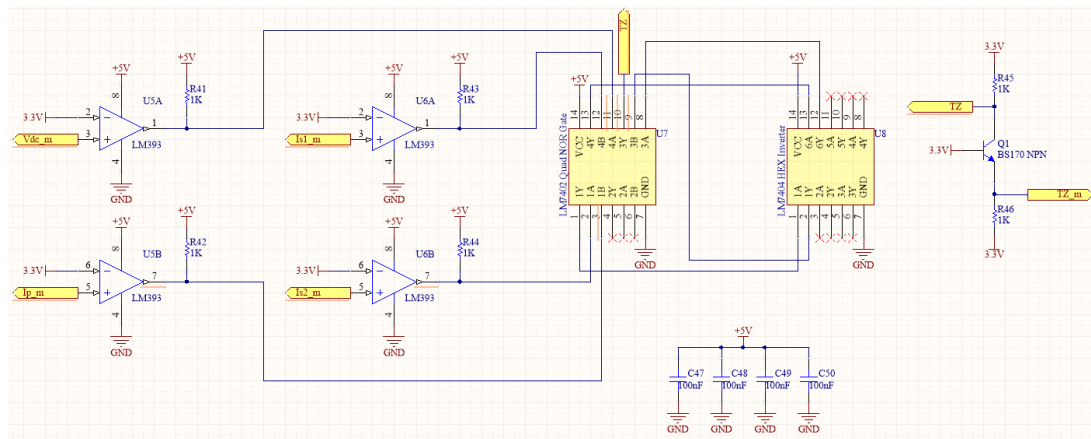 TZ
+5V
+5V
R41
1K
U5A
8
3.3V
2
Vdc_m
3
1
LM393
4
GND
+5V
+5V
R43
1K
U6A
8
3.3V
2
Is1_m
3
1
LM393
4
GND
+5V
14 13 12 11 10 9 8
VCC 4Y 4B 4A 3Y 3B 3A
U7
LM7402 Quad NOR Gate
1Y 1A 1B 2Y 2A 2B GND
1 2 3 4 5 6 7
GND
+5V
14 13 12 11 10 9 8
VCC 6A 6Y 5A 5Y 4A 4Y
U8
LM7404 HEX Inverter
1Y 1A 2A 2Y 3A 3Y GND
1 2 3 4 5 6 7
GND
3.3V
R45
1K
TZ
3.3V
Q1
BS170 NPN
TZ_m
R46
1K
3.3V
+5V
+5V
R42
1K
U5B
8
3.3V
6
Ip_m
5
7
LM393
4
GND
+5V
+5V
R44
1K
U6B
8
3.3V
6
Is2_m
5
7
LM393
4
GND
+5V
C47
100nF
C48
100nF
C49
100nF
C50
100nF
GND
GND
GND
GND